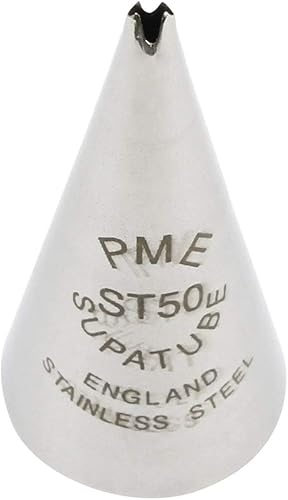 PME
ST50
SUPATUBE
ENGLAND
STAINLESS STEEL